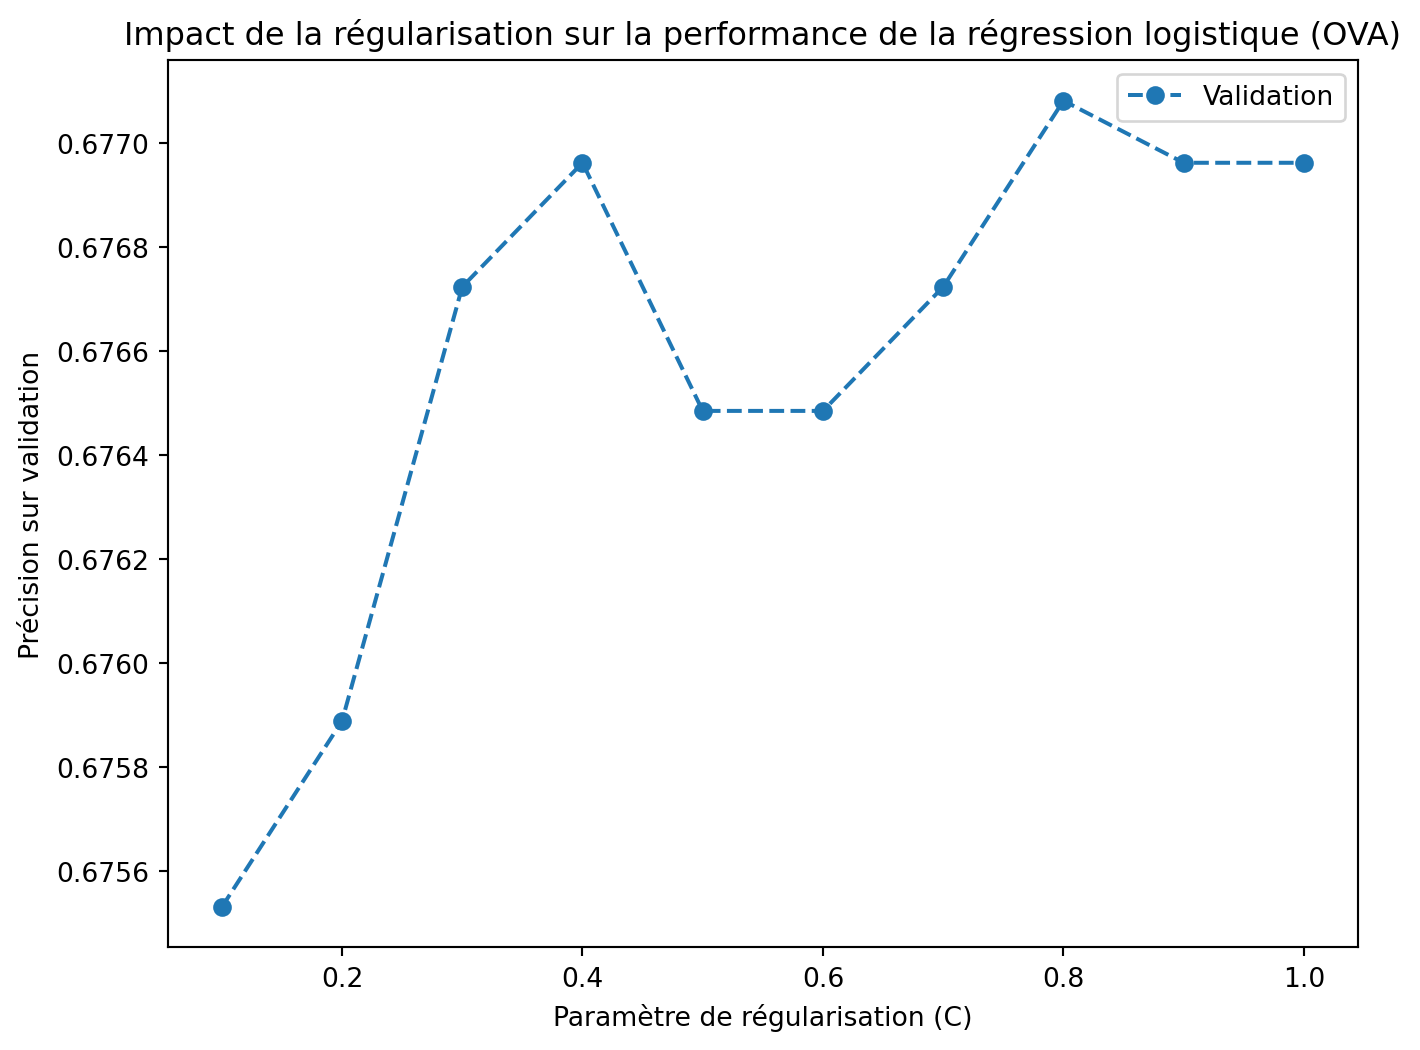 Impact de la régularisation sur la performance de la régression logistique (OVA)
Validation
Précision sur validation
0.6770
0.6768
0.6766
0.6764
0.6762
0.6760
0.6758
0.6756
0.2 0.4 0.6 0.8 1.0
Paramètre de régularisation (C)